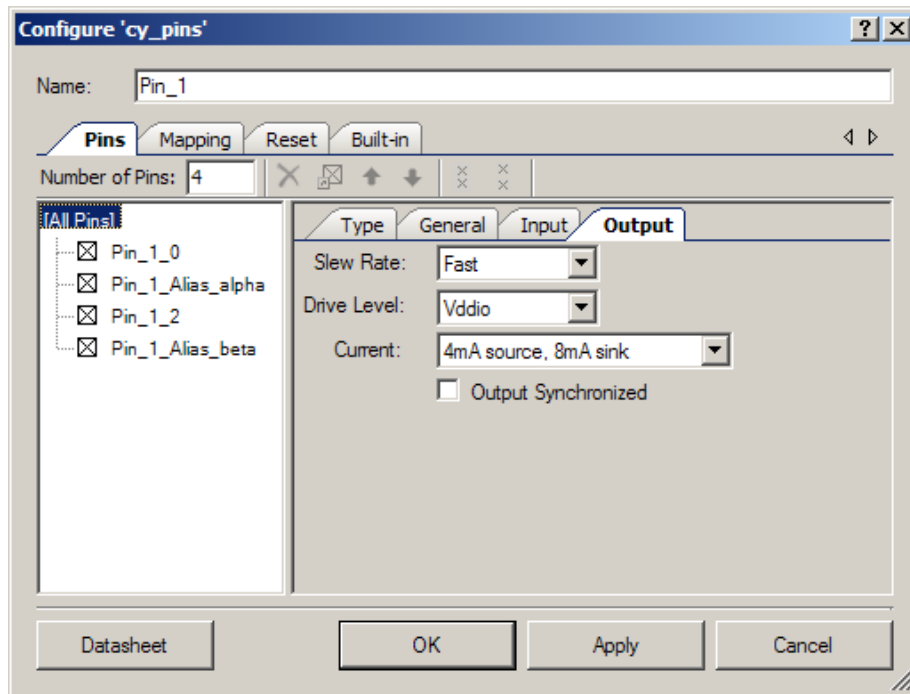 Configure 'cy_pins'
Name: Pin_1
Pins Mapping Reset Built-in
Number of Pins: 4
[All Pins]
Pin_1_0
Pin_1_Alias_alpha
Pin_1_2
Pin_1_Alias_beta
Type General Input Output
Slew Rate: Fast
Drive Level: Vddio
Current: 4mA source, 8mA sink
Output Synchronized
Datasheet OK Apply Cancel